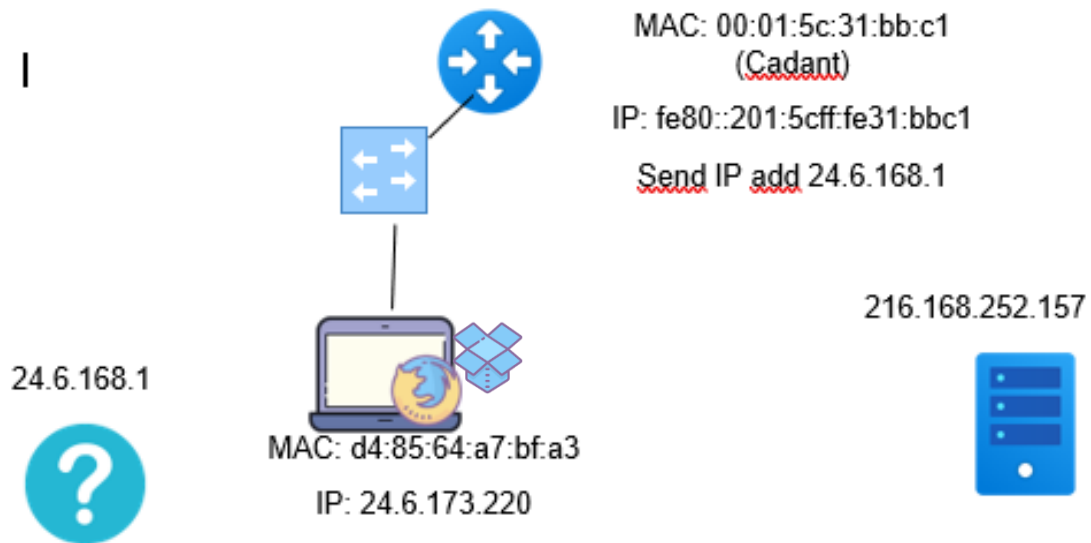 MAC: 00:01:5c:31:bb:c1
(Cadant)
IP: fe80::201:5cff:fe31:bbc1
Send IP add 24.6.168.1
216.168.252.157
24.6.168.1
MAC: d4:85:64:a7:bf:a3
IP: 24.6.173.220